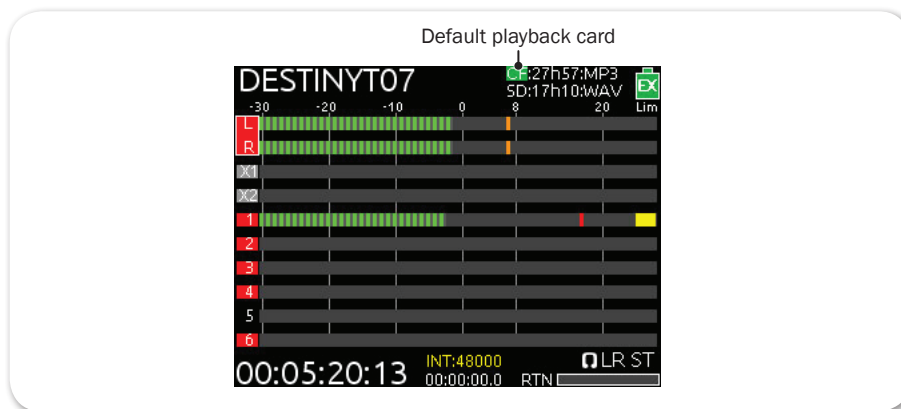 Default playback card
DESTINYT07
CF:27h57:MP3
SD:17h10:WAV
EX
-30 -20 -10 0 8 20 Lim
L
R
X1
X2
1
2
3
4
5
6
00:05:20:13
INT:48000
00:00:00.0
LR ST
RTN